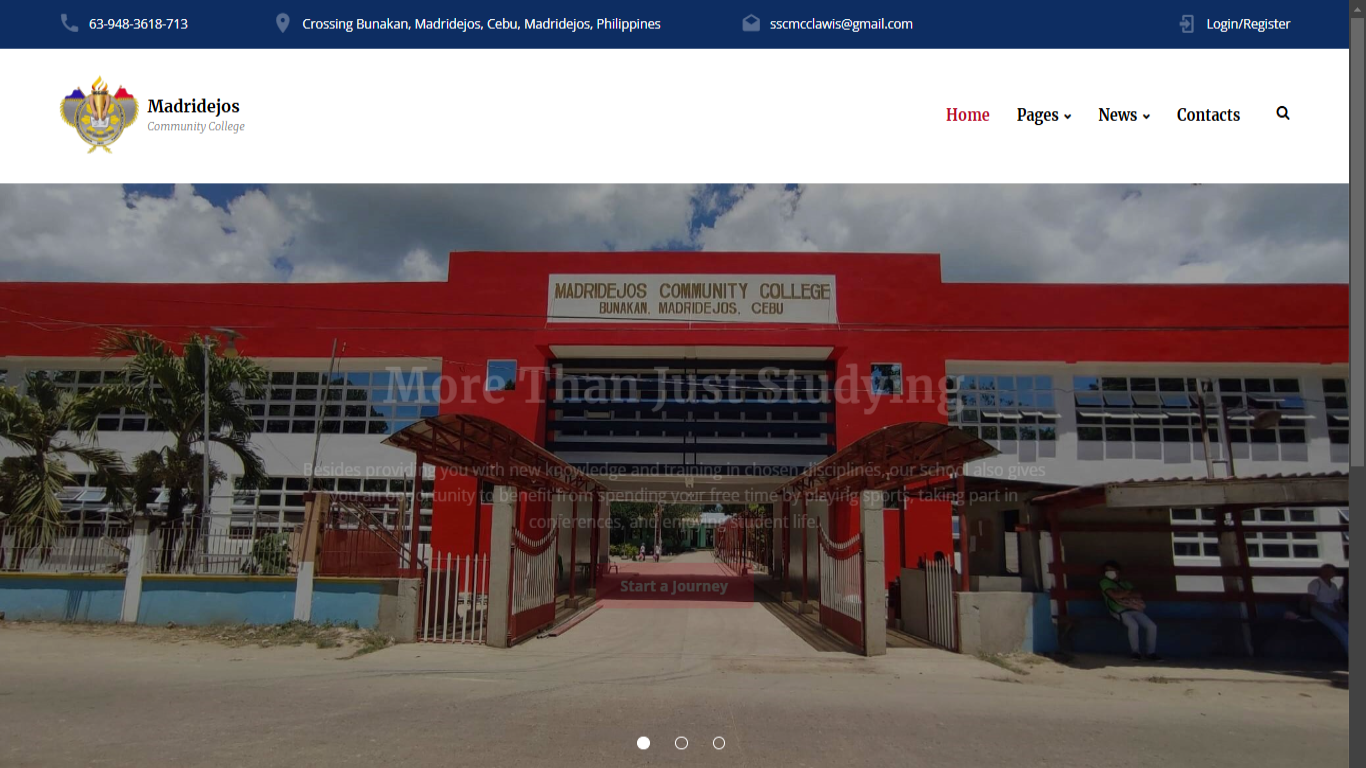 63-948-3618-713
Crossing Bunakan, Madridejos, Cebu, Madridejos, Philippines
sscmcclawis@gmail.com
Login/Register
Madridejos
Community College
Home
Pages
News
Contacts
MADRIDEJOS COMMUNITY COLLEGE
BUNAKAN, MADRIDEJOS, CEBU
More Than Just Studying
Besides providing you with new knowledge and training in chosen disciplines, our school also gives
you an opportunity to benefit from spending your free time by playing sports, taking part in
conferences, and enjoying student life.
Start a Journey